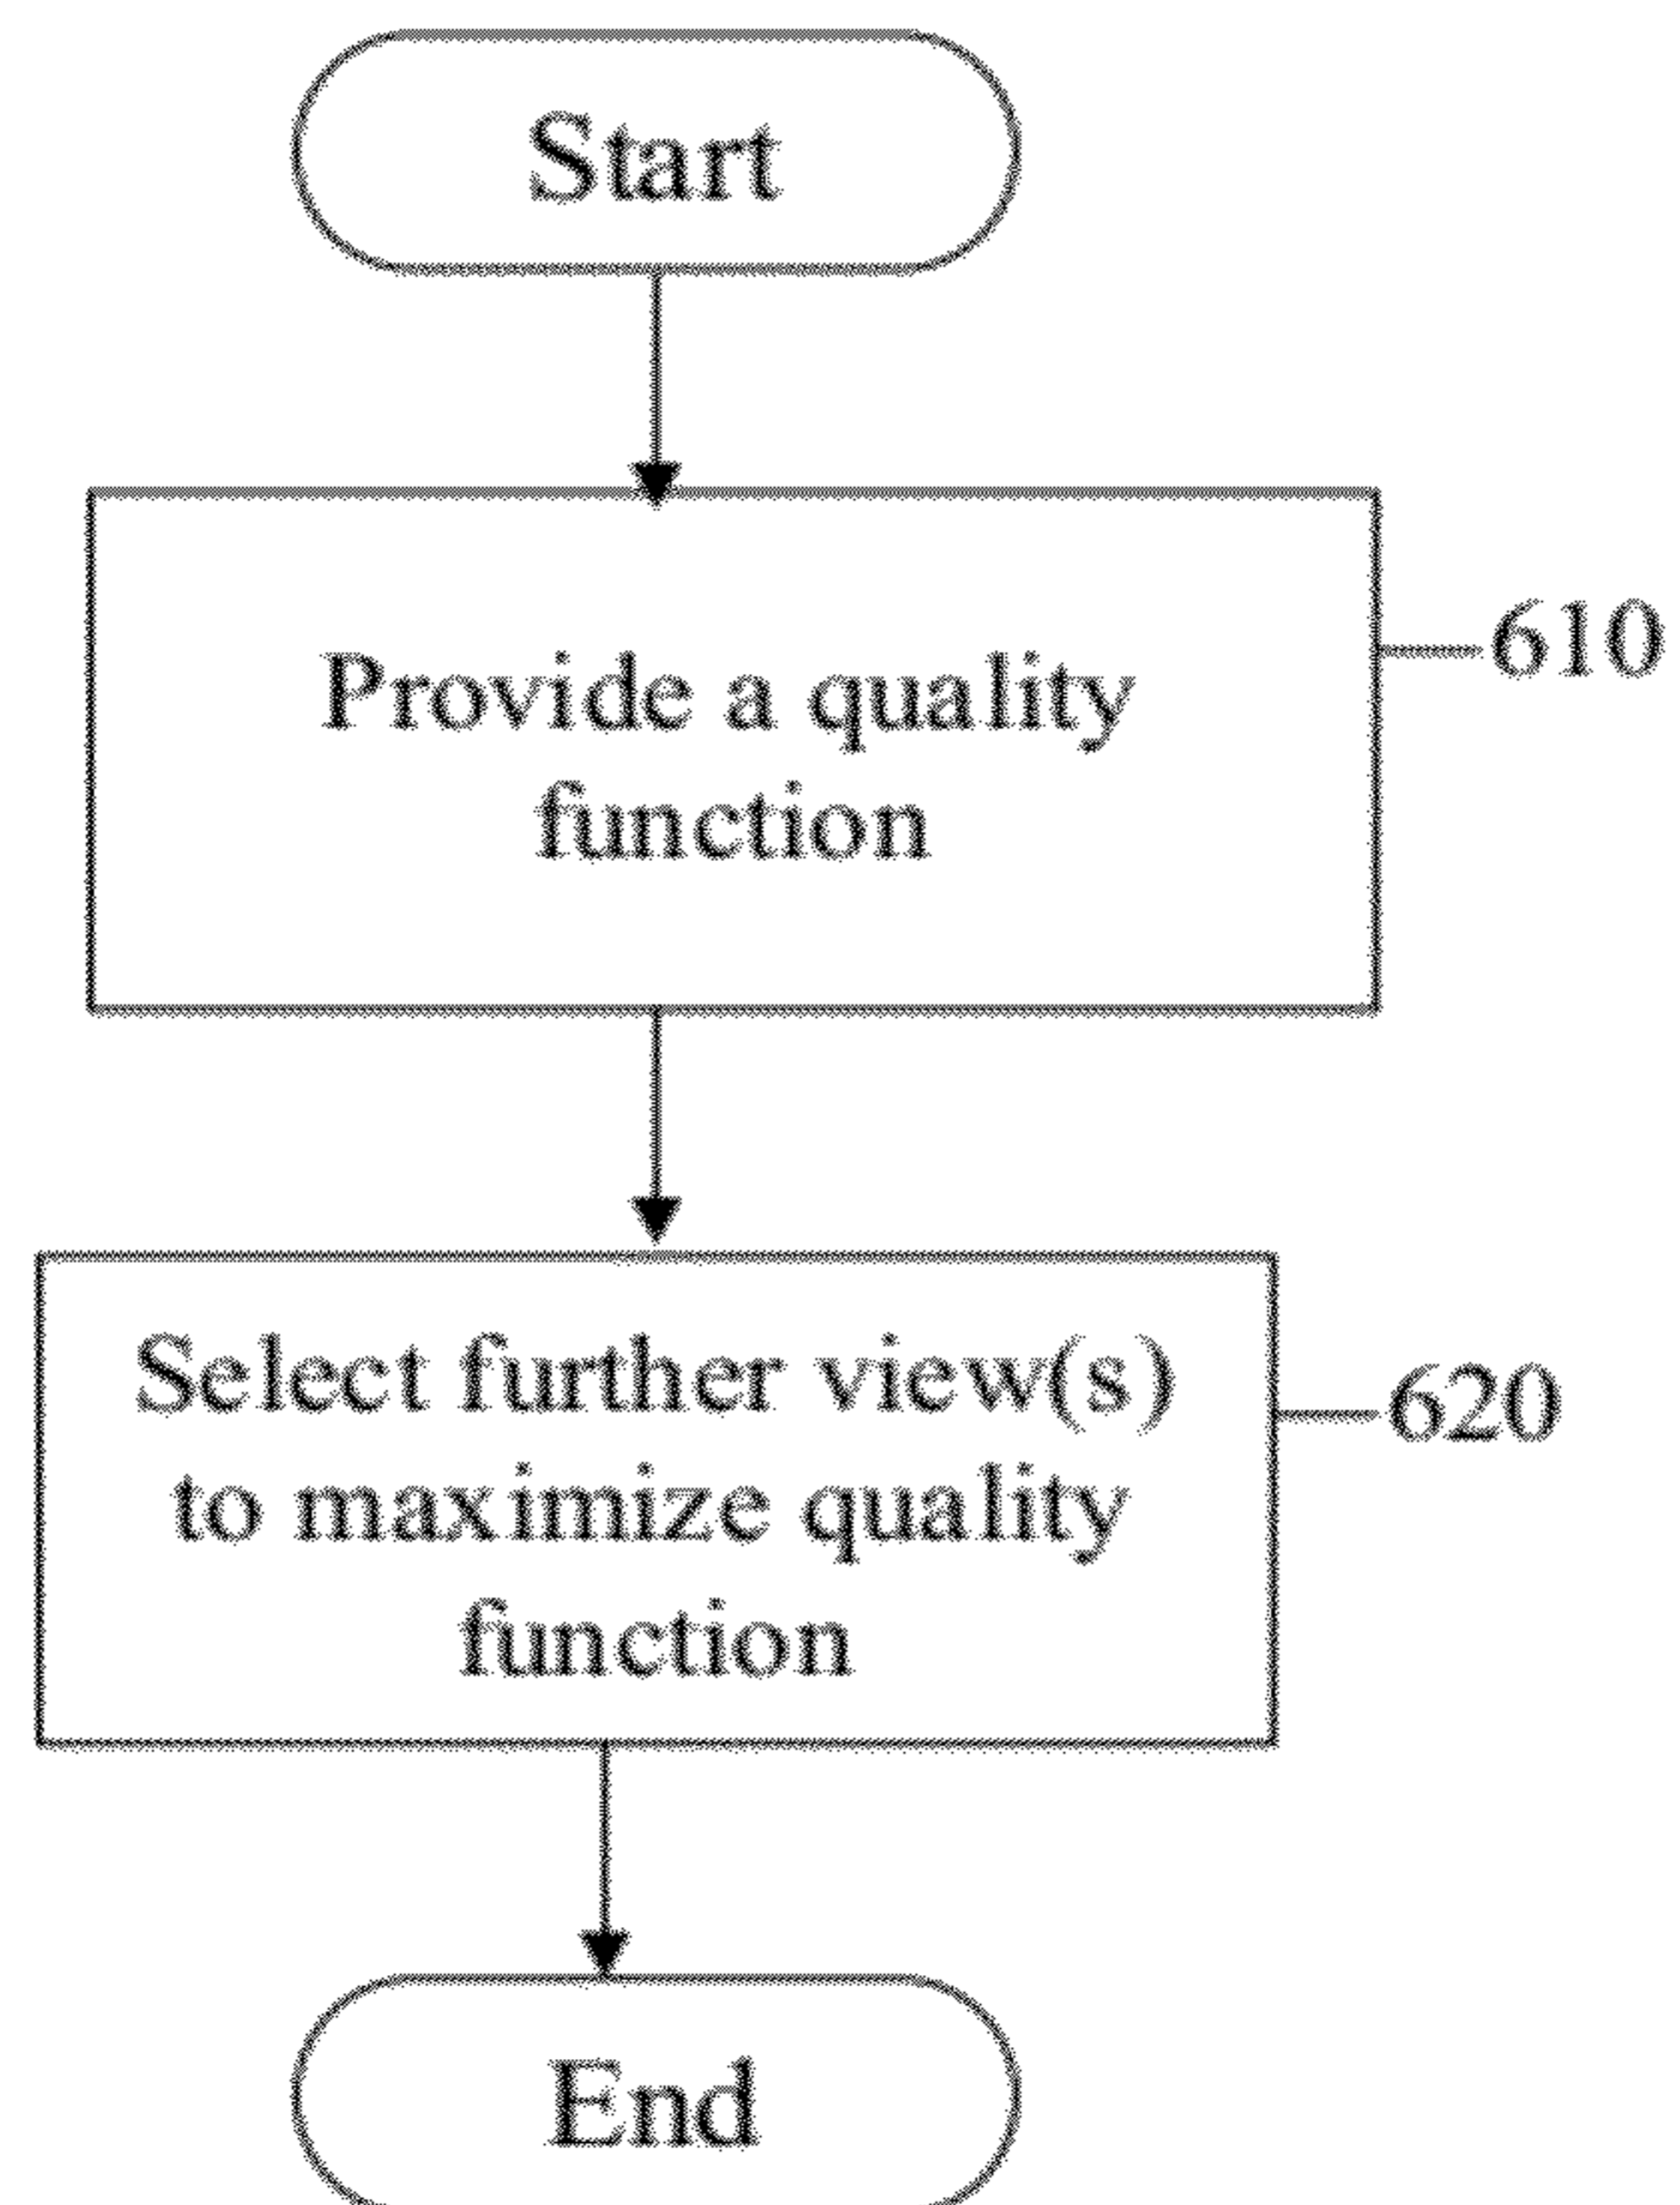 Start
Provide a quality
function
610
Select further view(s)
to maximize quality
function
620
End